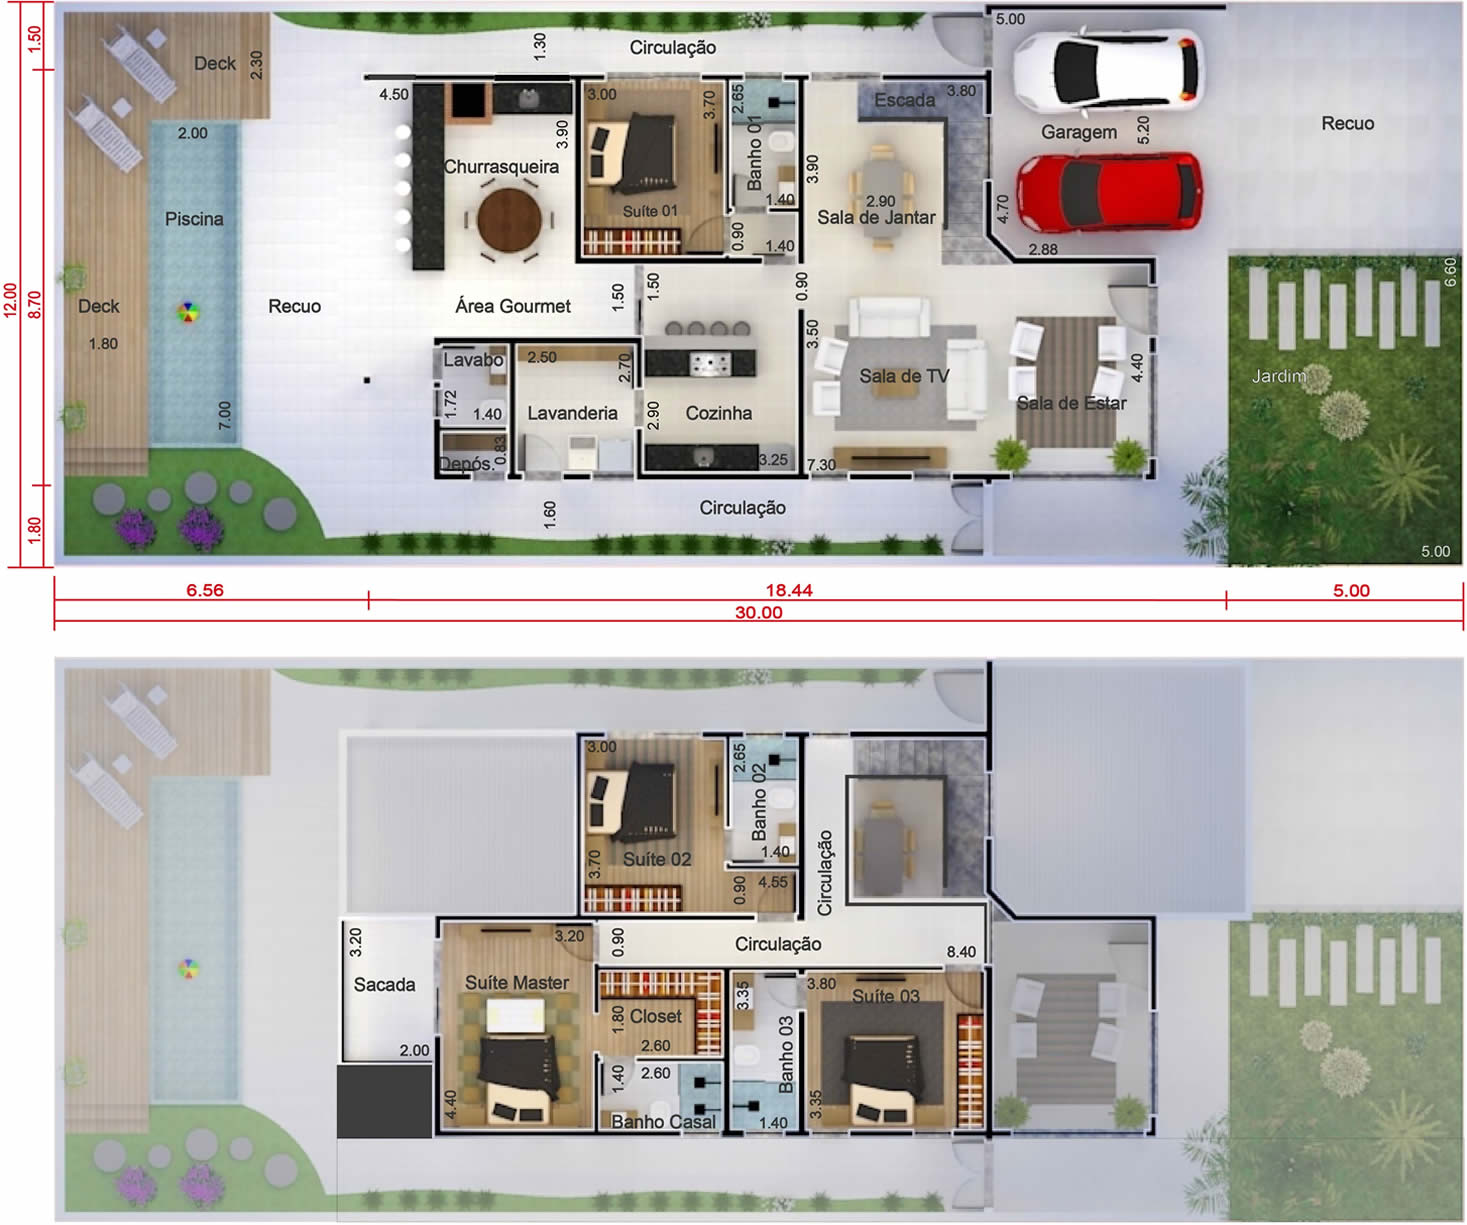 1.50
12.00
8.70
1.80
Deck
2.30
1.30
Circulação
5.00
4.50
3.00
3.70
2.65
Escada
3.80
2.00
3.90
Banho 01
Garagem
5.20
Recuo
Churrasqueira
3.90
2.90
Suíte 01
1.40
Sala de Jantar
4.70
Piscina
0.90
1.40
2.88
6.60
Deck
1.80
Recuo
Área Gourmet
1.50
1.50
0.90
3.50
Lavabo
2.50
2.70
Sala de TV
4.40
Jardim
7.00
1.72
1.40
Lavanderia
2.90
Cozinha
Sala de Estar
Depós.
0.83
3.25
7.30
1.60
Circulação
5.00
6.56
18.44
5.00
30.00
3.00
2.65
Banho 02
3.70
Suíte 02
1.40
0.90
4.55
Circulação
3.20
3.20
0.90
Circulação
8.40
Sacada
Suíte Master
3.35
3.80
Suíte 03
1.80
Closet
2.60
2.00
1.40
2.60
Banho 03
4.40
3.35
Banho Casal
1.40